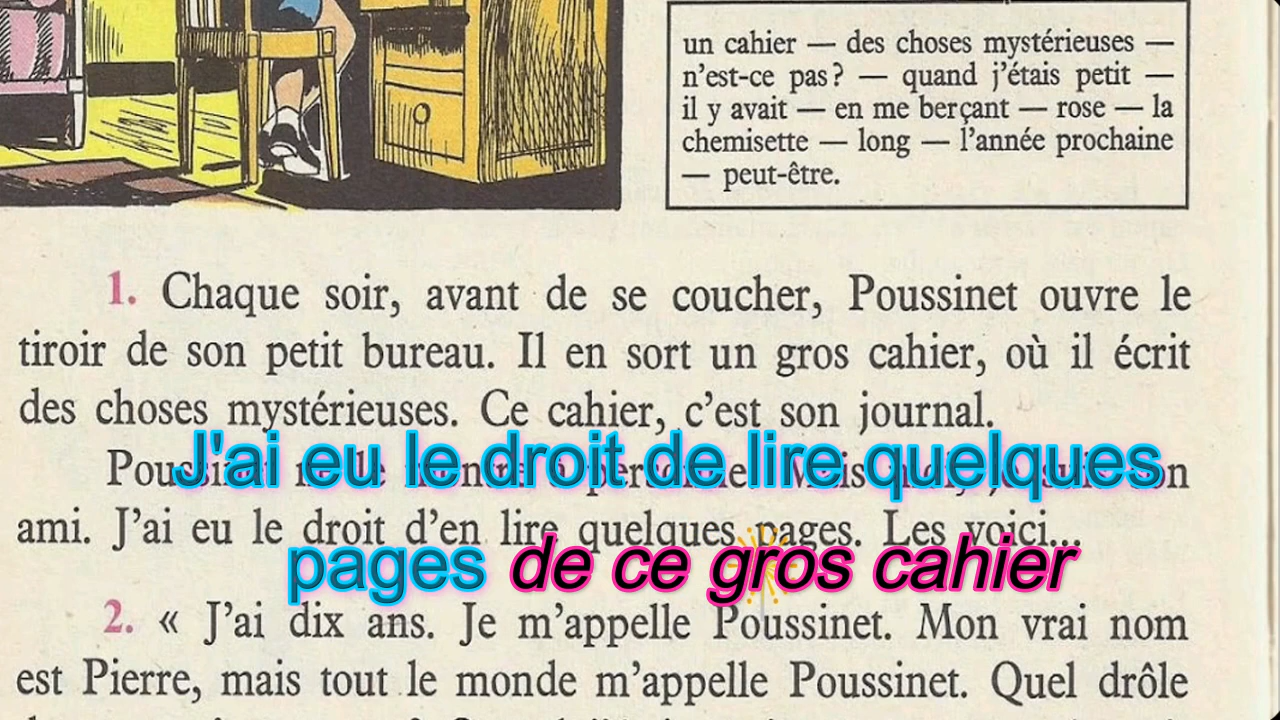 un cahier — des choses mystérieuses —
n'est-ce pas? — quand j'étais petit —
il y avait — en me berçant — rose — la
chemisette — long — l'année prochaine
— peut-être.
1. Chaque soir, avant de se coucher, Poussinet ouvre le
tiroir de son petit bureau. Il en sort un gros cahier, où il écrit
des choses mystérieuses. Ce cahier, c'est son journal.
J'ai eu le droit de lire quelques
ami. J'ai eu le droit d'en lire quelques pages. Les voici...
pages de ce gros cahier
2. « J'ai dix ans. Je m'appelle Poussinet. Mon vrai nom
est Pierre, mais tout le monde m'appelle Poussinet. Quel drôle